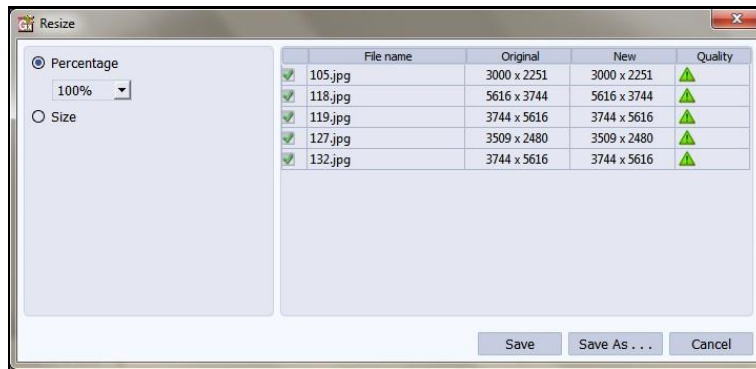 Resize
Percentage
100%
Size
File name Original New Quality
105.jpg 3000 x 2251 3000 x 2251
118.jpg 5616 x 3744 5616 x 3744
119.jpg 3744 x 5616 3744 x 5616
127.jpg 3509 x 2480 3509 x 2480
132.jpg 3744 x 5616 3744 x 5616
Save Save As . . . Cancel